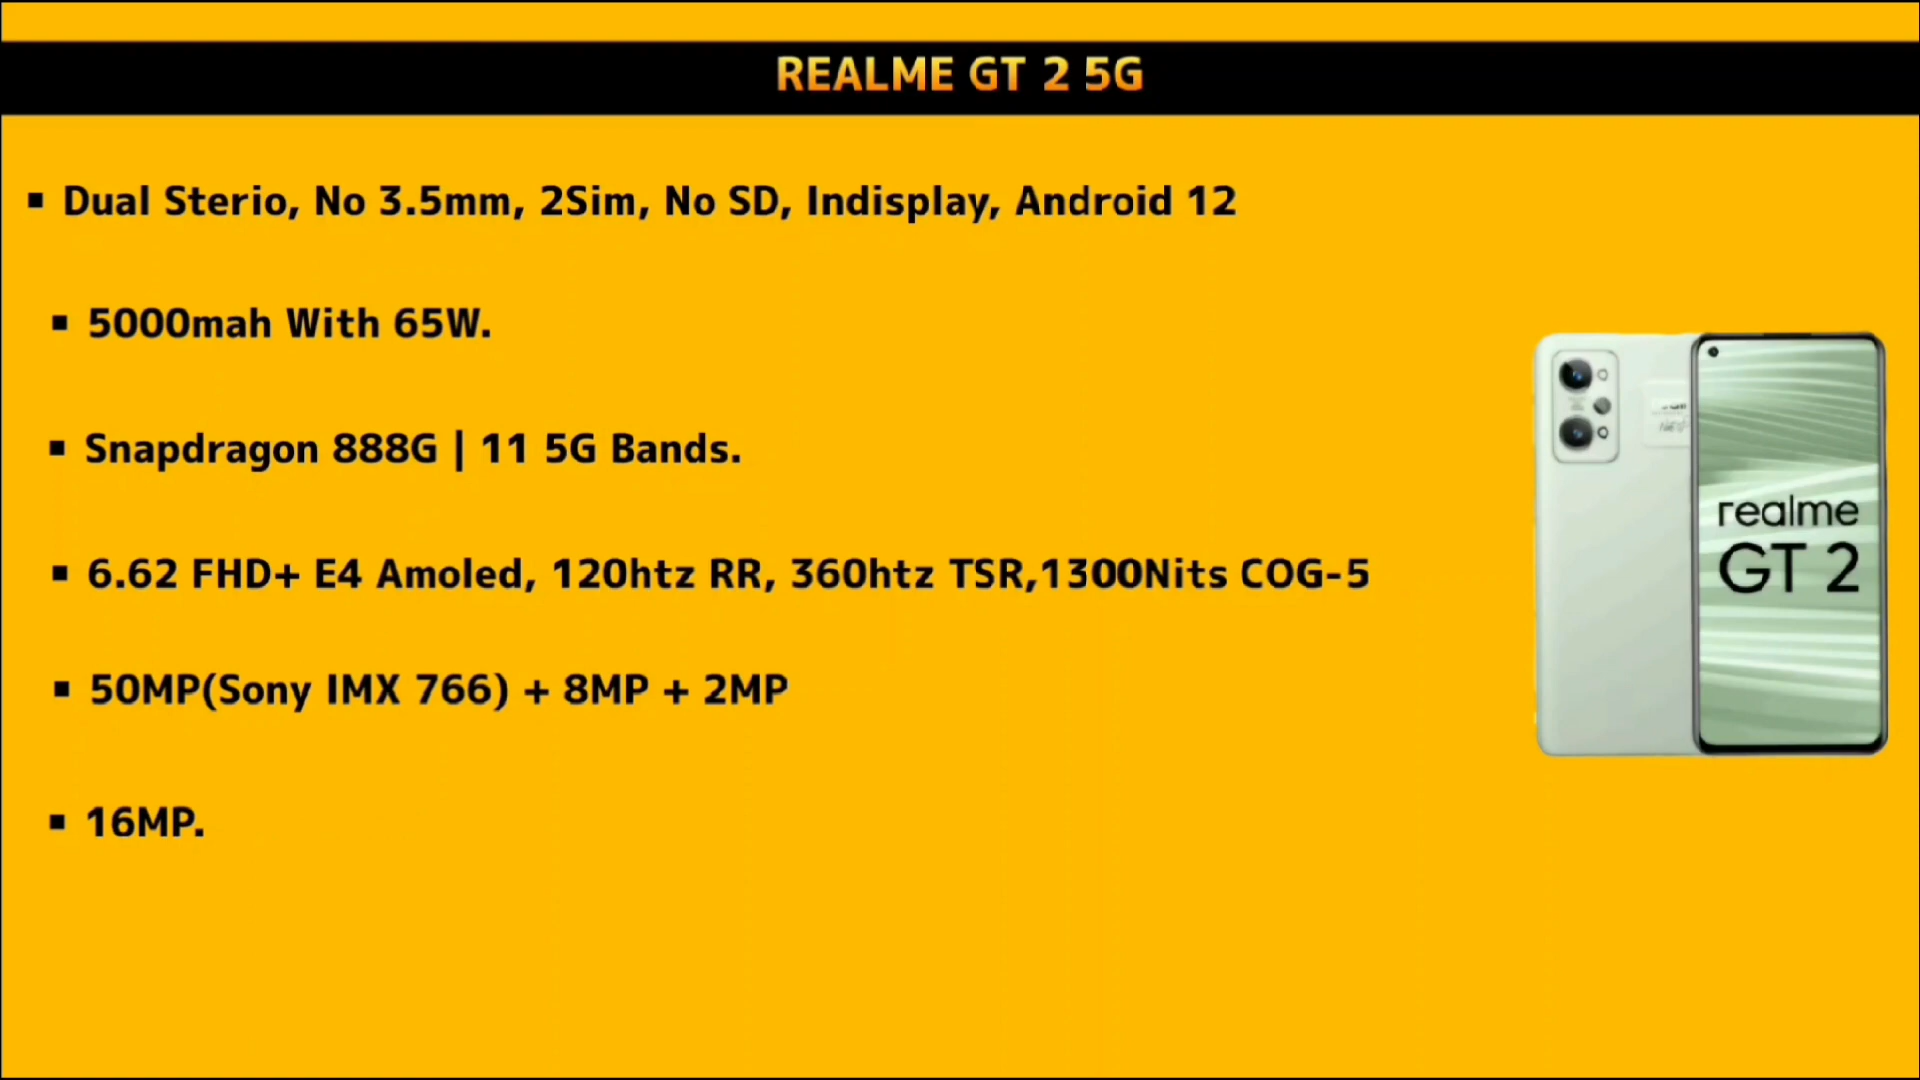 REALME GT 2 5G
▪ Dual Sterio, No 3.5mm, 2Sim, No SD, Indisplay, Android 12
▪ 5000mah With 65W.
▪ Snapdragon 888G | 11 5G Bands.
▪ 6.62 FHD+ E4 Amoled, 120htz RR, 360htz TSR,1300Nits COG-5
▪ 50MP(Sony IMX 766) + 8MP + 2MP
▪ 16MP.
realme
GT 2